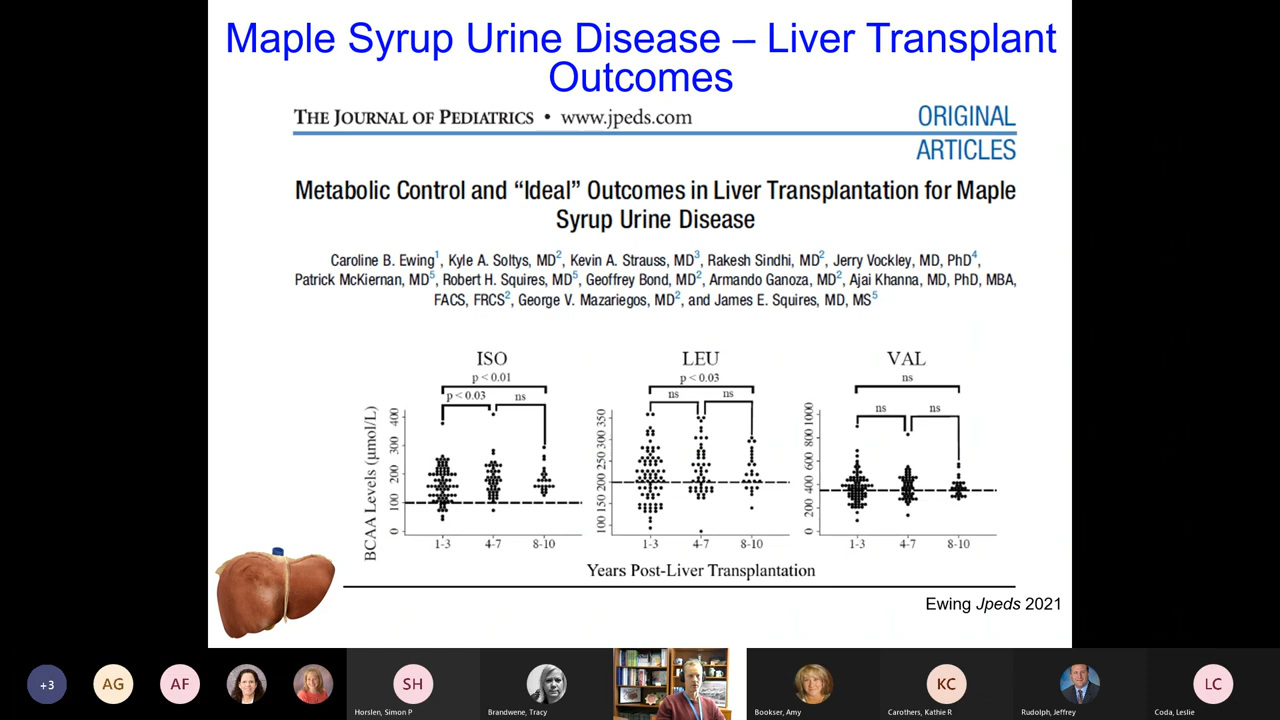 Maple Syrup Urine Disease – Liver Transplant
Outcomes
THE JOURNAL OF PEDIATRICS • www.jpeds.com
ORIGINAL
ARTICLES
Metabolic Control and “Ideal” Outcomes in Liver Transplantation for Maple
Syrup Urine Disease
Caroline B. Ewing1, Kyle A. Soltys, MD2, Kevin A. Strauss, MD3, Rakesh Sindhi, MD2, Jerry Vockley, MD, PhD4,
Patrick McKiernan, MD5, Robert H. Squires, MD5, Geoffrey Bond, MD2, Armando Ganoza, MD2, Ajai Khanna, MD, PhD, MBA,
FACS, FRCS2, George V. Mazariegos, MD2, and James E. Squires, MD, MS5
ISO
p < 0.01
p < 0.03
ns
BCAA Levels (µmol/L)
400
300
200
100
0
1-3
4-7
8-10
LEU
p < 0.03
ns
ns
350
300
250
200
150
100
1-3
4-7
8-10
VAL
ns
ns
ns
1000
800
600
400
200
0
1-3
4-7
8-10
Years Post-Liver Transplantation
Ewing Jpeds 2021
+3
AG
AF
SH
Horslen, Simon P
Brandwene, Tracy
Bookser, Amy
KC
Carothers, Kathie R
Rudolph, Jeffrey
LC
Coda, Leslie